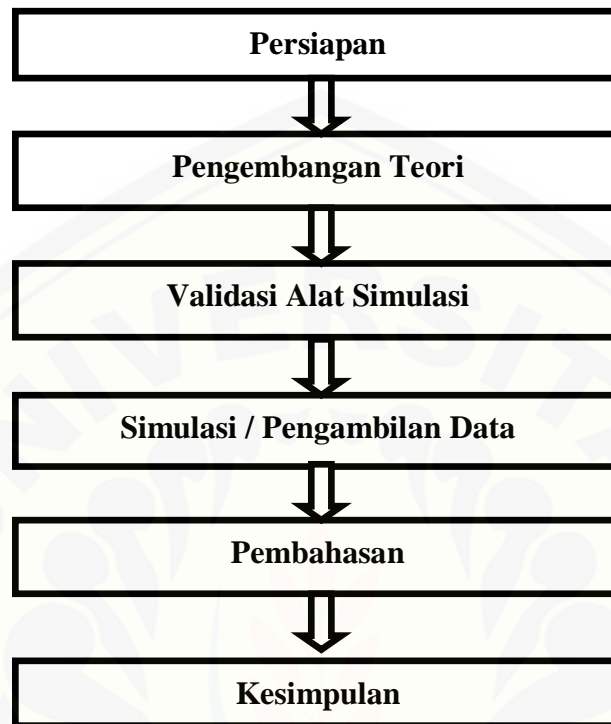 Persiapan
Pengembangan Teori
Validasi Alat Simulasi
Simulasi / Pengambilan Data
Pembahasan
Kesimpulan